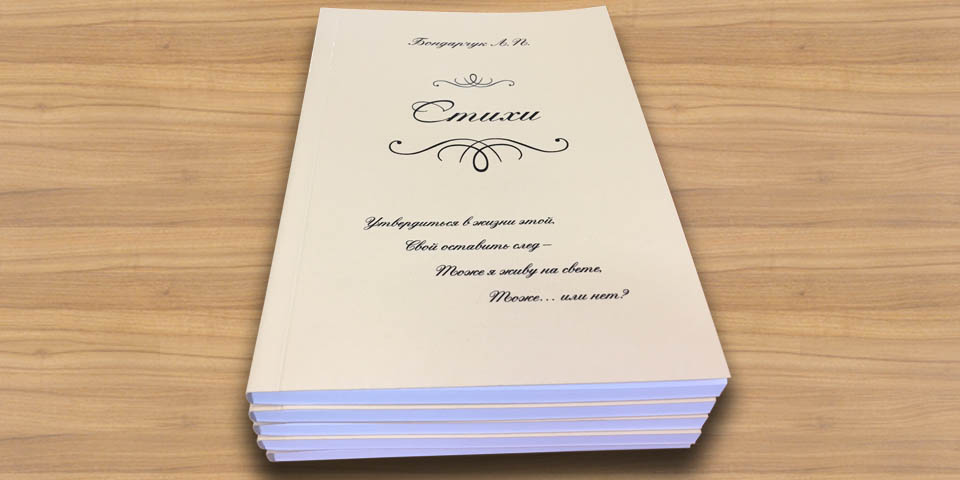 Бондарчук Л. П.
Стихи
Утвердиться в жизни этой.
Свой оставить след –
Тоже я живу на свете.
Тоже... или нет?